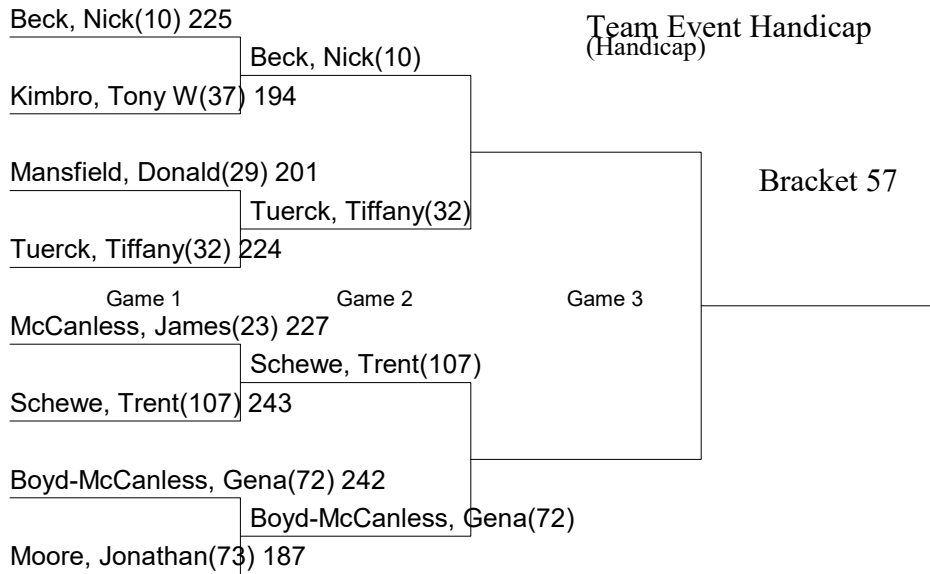 Beck, Nick(10) 225
Team Event Handicap
(Handicap)
Beck, Nick(10)
Kimbro, Tony W(37) 194
Mansfield, Donald(29) 201
Bracket 57
Tuerck, Tiffany(32)
Tuerck, Tiffany(32) 224
Game 1
Game 2
Game 3
McCanless, James(23) 227
Schewe, Trent(107)
Schewe, Trent(107) 243
Boyd-McCanless, Gena(72) 242
Boyd-McCanless, Gena(72)
Moore, Jonathan(73) 187